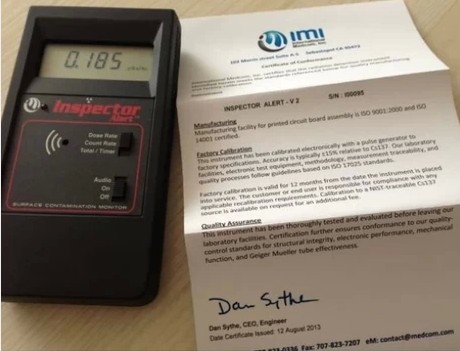 0.185
Inspector
Alert
Dose Rate
Count Rate
Time / Timer
Audio
On
Off
SURFACE CONTAMINATION MONITOR
IMI
International
Medcom, Inc.
Certificate of Conformance
INSPECTOR ALERT - V 2 S/N : I00095
Manufacturing
Manufacturing facility for printed circuit board assembly is ISO 9001:2000 and ISO
14001 certified.
Factory Calibration
This instrument has been calibrated electronically with a pulse generator to
factory specifications. Accuracy is typically ±15% relative to Cs137. Our laboratory
facilities, electronic test equipment, methodology, measurement traceability, and
quality processes follow guidelines based on ISO 17025 standards.
Factory calibration is valid for 12 months from the date the instrument is placed
into service. The customer or end user is responsible for compliance with any
applicable recalibration requirements. Calibration to a NIST-traceable Cs137
source is available on request for an additional fee.
Quality Assurance
This instrument has been thoroughly tested and evaluated before leaving our
laboratory facilities. Certification further ensures conformance to our quality-
control standards for structural integrity, electronic performance, mechanical
function, and Geiger Mueller tube effectiveness.
Dan Sythe
Dan Sythe, CEO, Engineer
Date Certificate Issued: 12 August 2013
0336 Fax: 707-823-7207 eM: contact@medcom.com